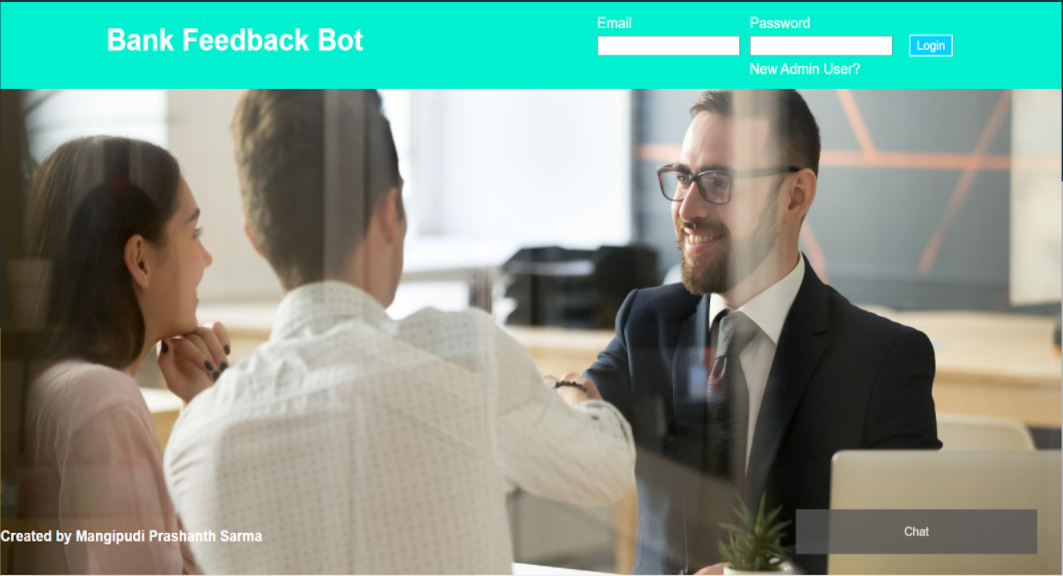 Bank Feedback Bot
Email
Password
Login
New Admin User?
Created by Mangipudi Prashanth Sarma
Chat